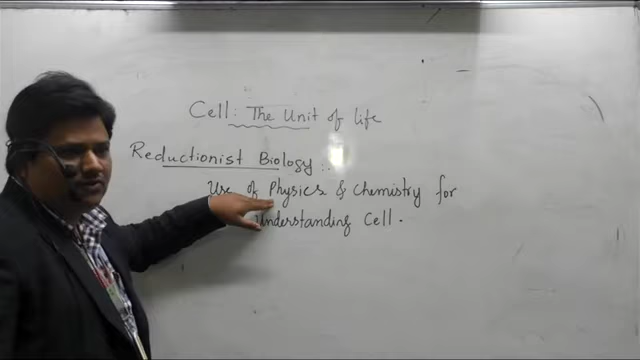 Cell: The Unit of life
Reductionist Biology:-
Use of Physics & Chemistry for
Understanding Cell.